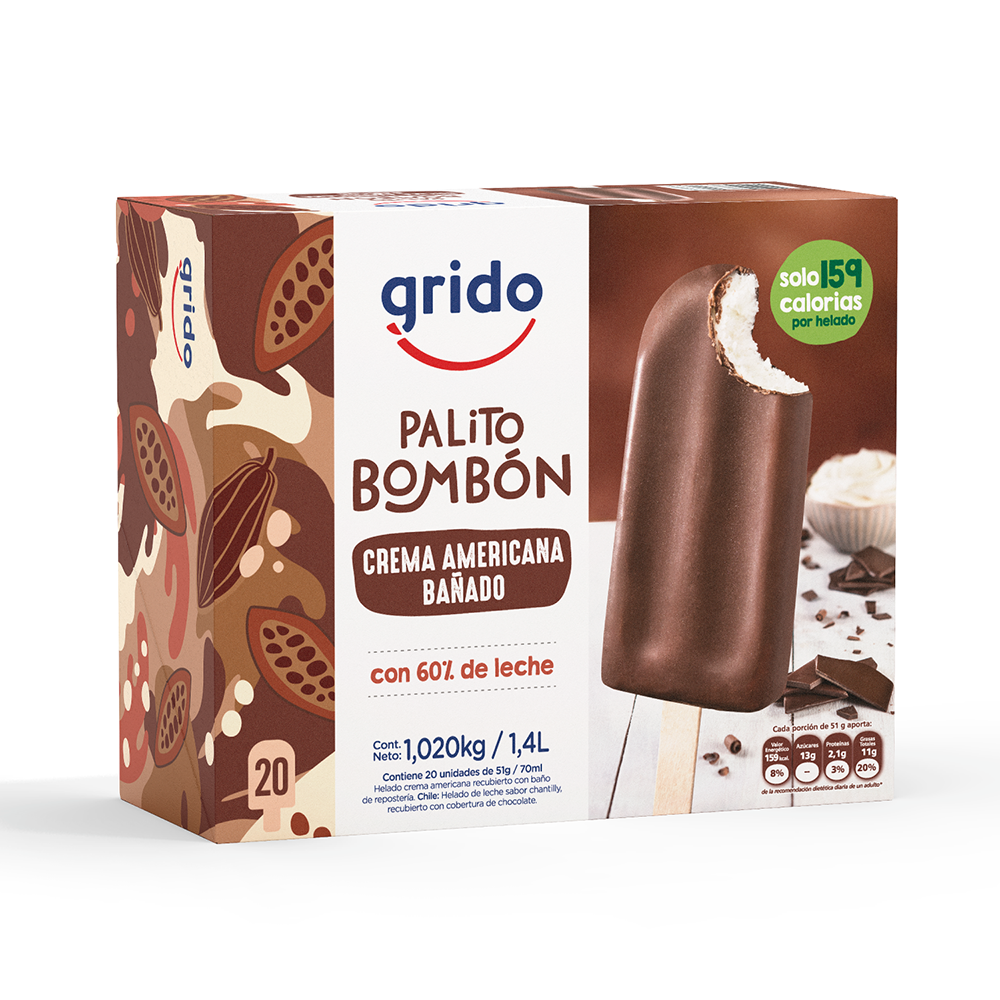 grido
grido
grido
PALiTO
BOMBÓN
CREMA AMERICANA
BAÑADO
con 60% de leche
Cont.
Neto: 1,020kg / 1,4L
Contiene 20 unidades de 51g / 70ml
Helado crema americana recubierto con baño
de repostería. Chile: Helado de leche sabor chantilly,
recubierto con cobertura de chocolate.
20
solo 159
calorías
por helado
Cada porción de 51 g aporta:
Valor
Energético
159 kcal.
8%
Azúcares
13g
--
Proteínas
2,1g
3%
Grasas
Totales
11g
20%
de la recomendación dietética diaria de un adulto*